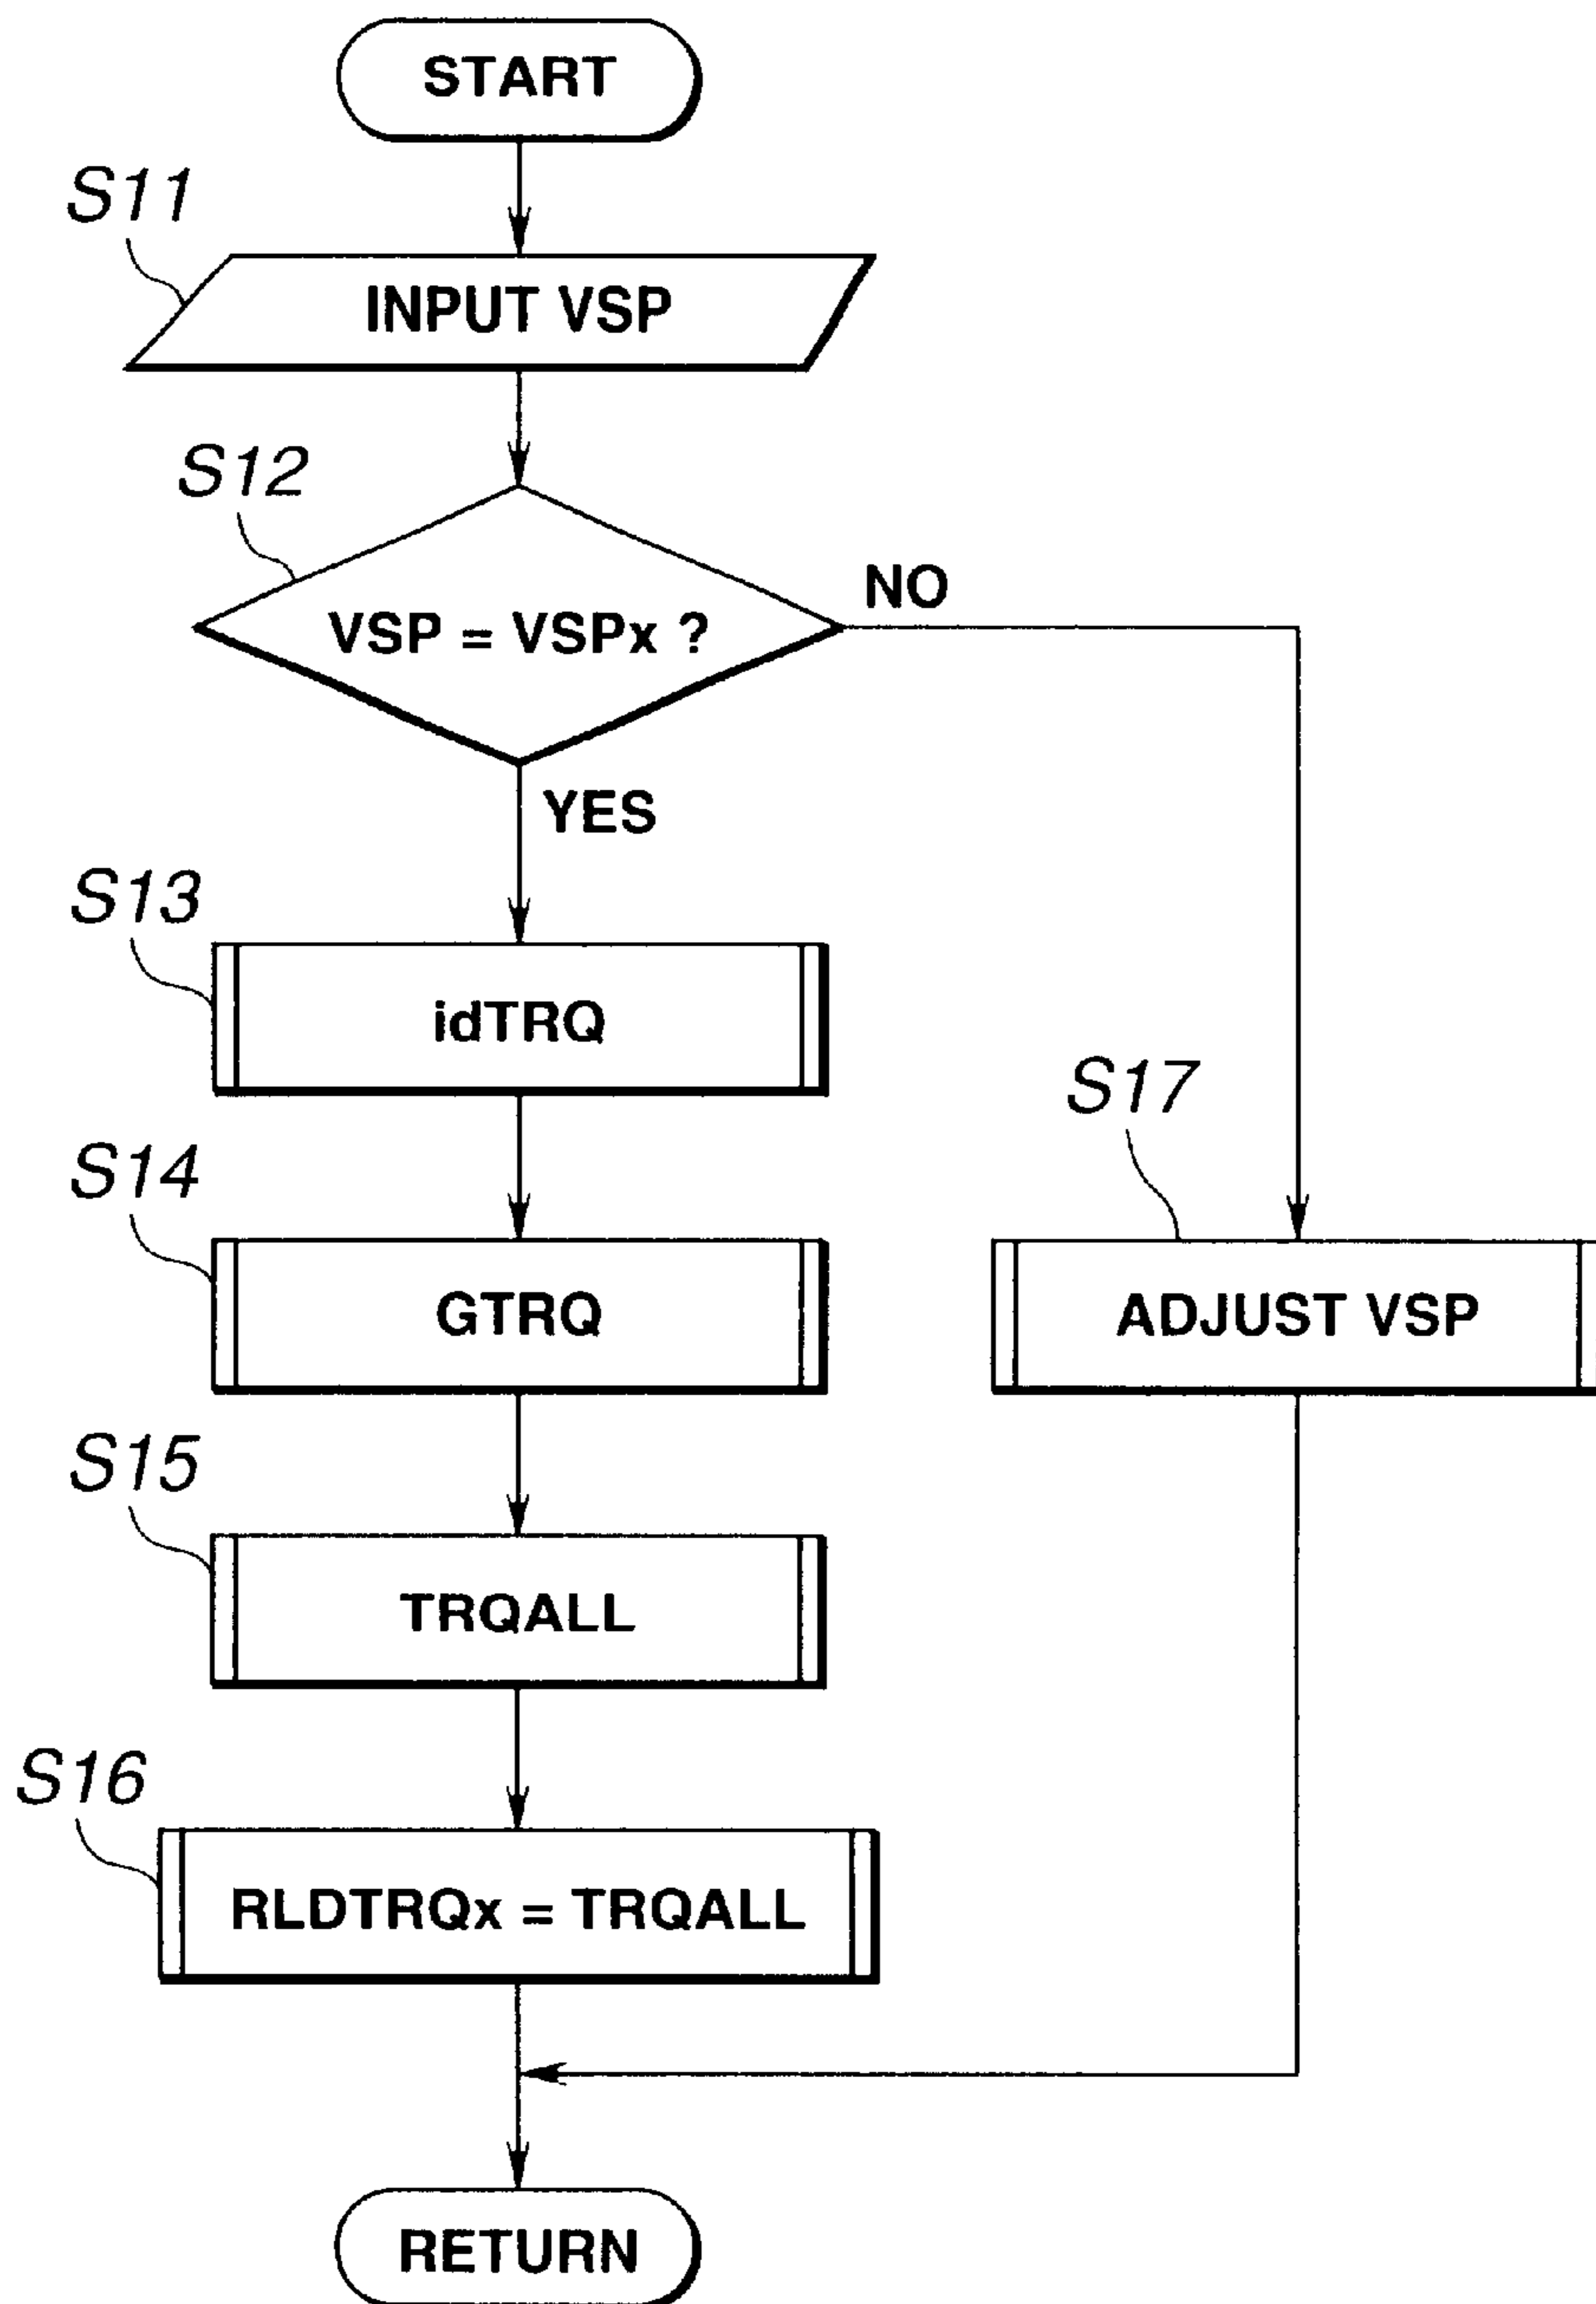 START
S11
INPUT VSP
S12
VSP = VSPx ?
NO
YES
S13
idTRQ
S14
GTRQ
S17
ADJUST VSP
S15
TRQALL
S16
RLDTRQx = TRQALL
RETURN